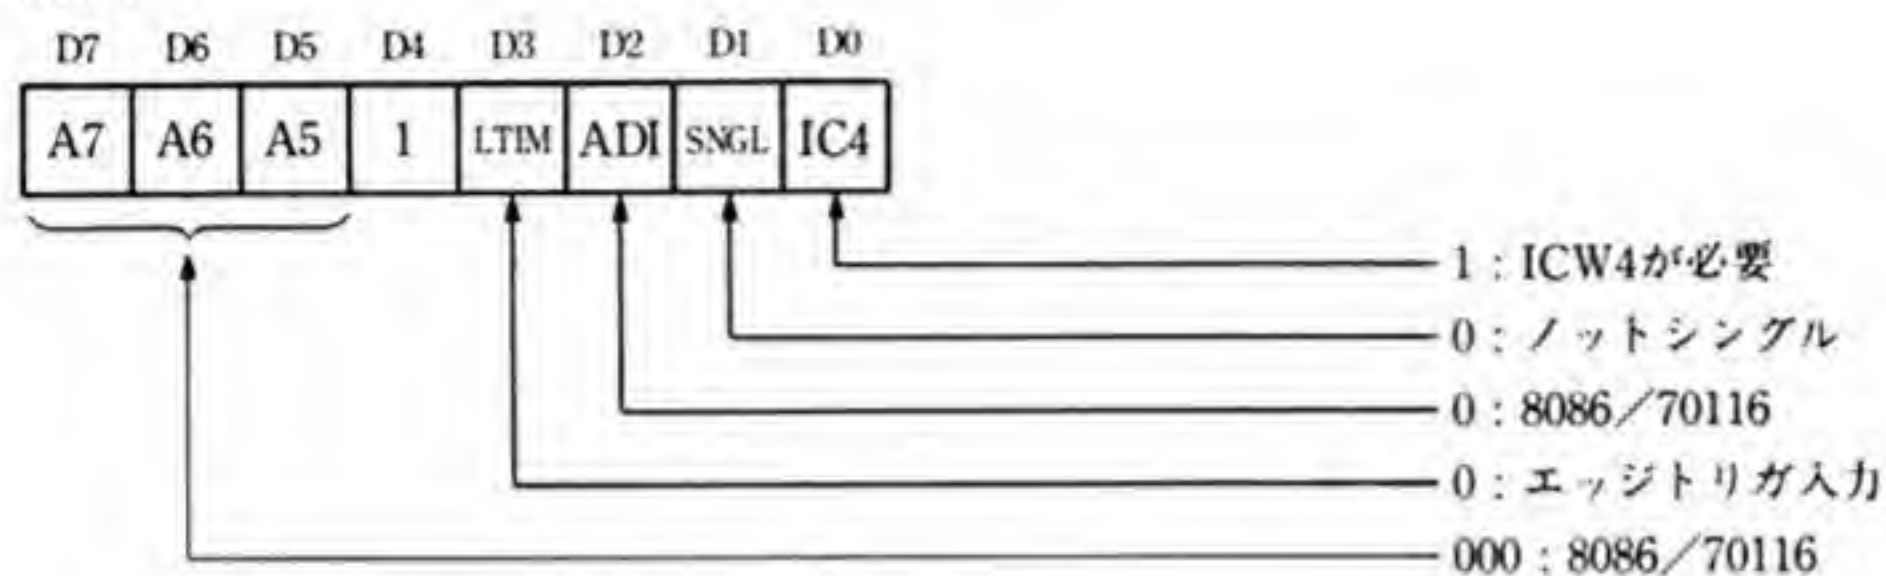 D7 D6 D5 D4 D3 D2 D1 D0
A7 A6 A5 1 LTIM ADI SNGL IC4
1：ICW4が必要
0：ノットシングル
0：8086／70116
0：エッジトリガ入力
000：8086／70116